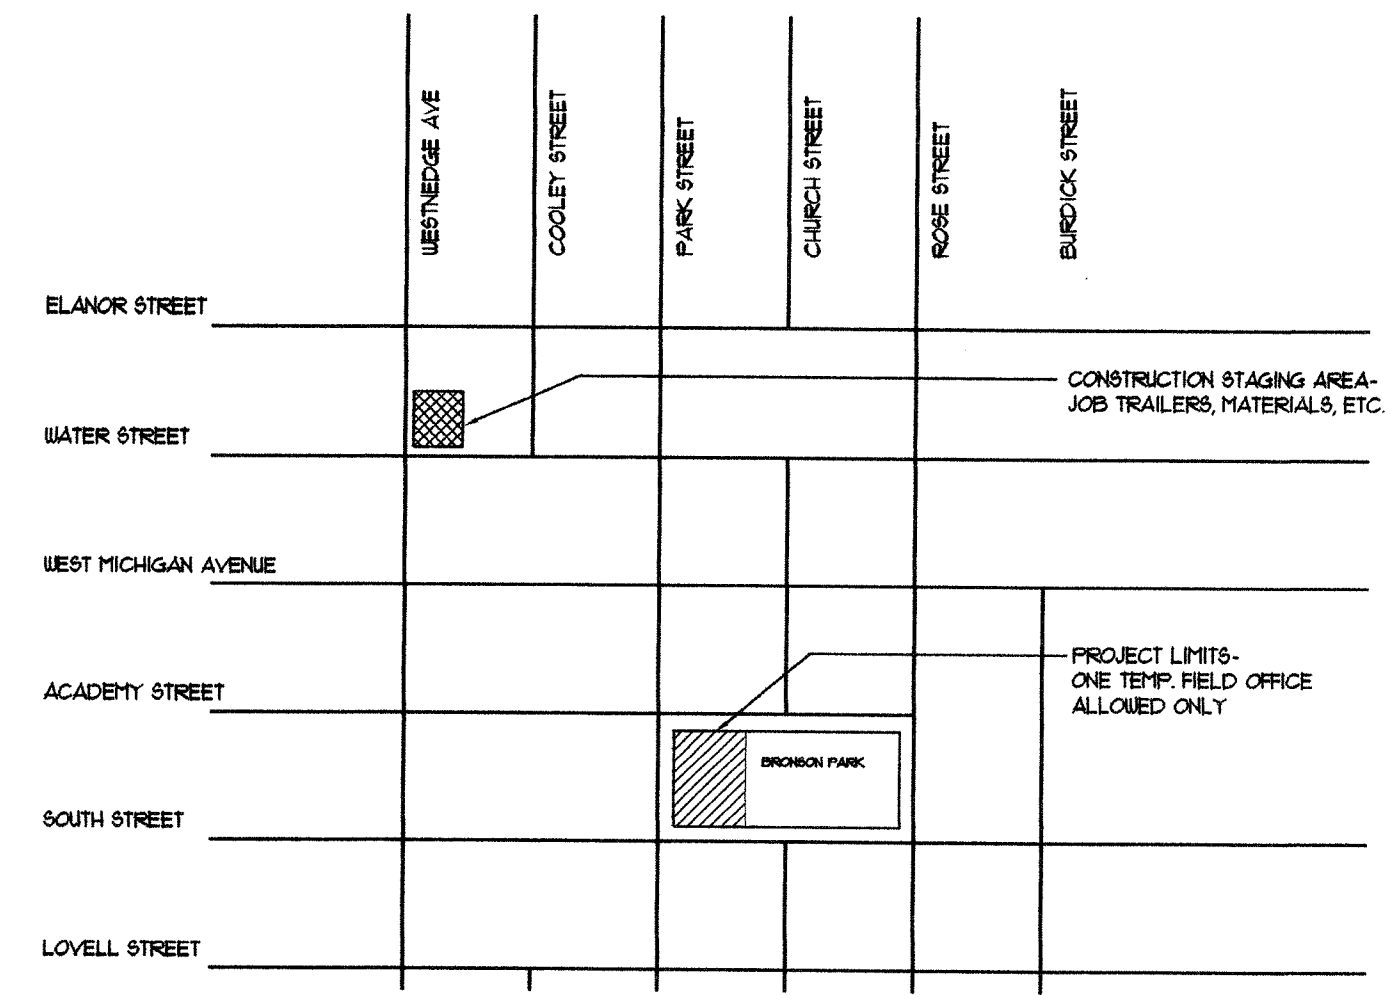 WESTNEDGE AVE
COOLEY STREET
PARK STREET
CHURCH STREET
ROSE STREET
BURDICK STREET
ELANOR STREET
CONSTRUCTION STAGING AREA-
JOB TRAILERS, MATERIALS, ETC.
WATER STREET
WEST MICHIGAN AVENUE
PROJECT LIMITS-
ONE TEMP. FIELD OFFICE
ALLOWED ONLY
ACADEMY STREET
BRONSON PARK
SOUTH STREET
LOVELL STREET